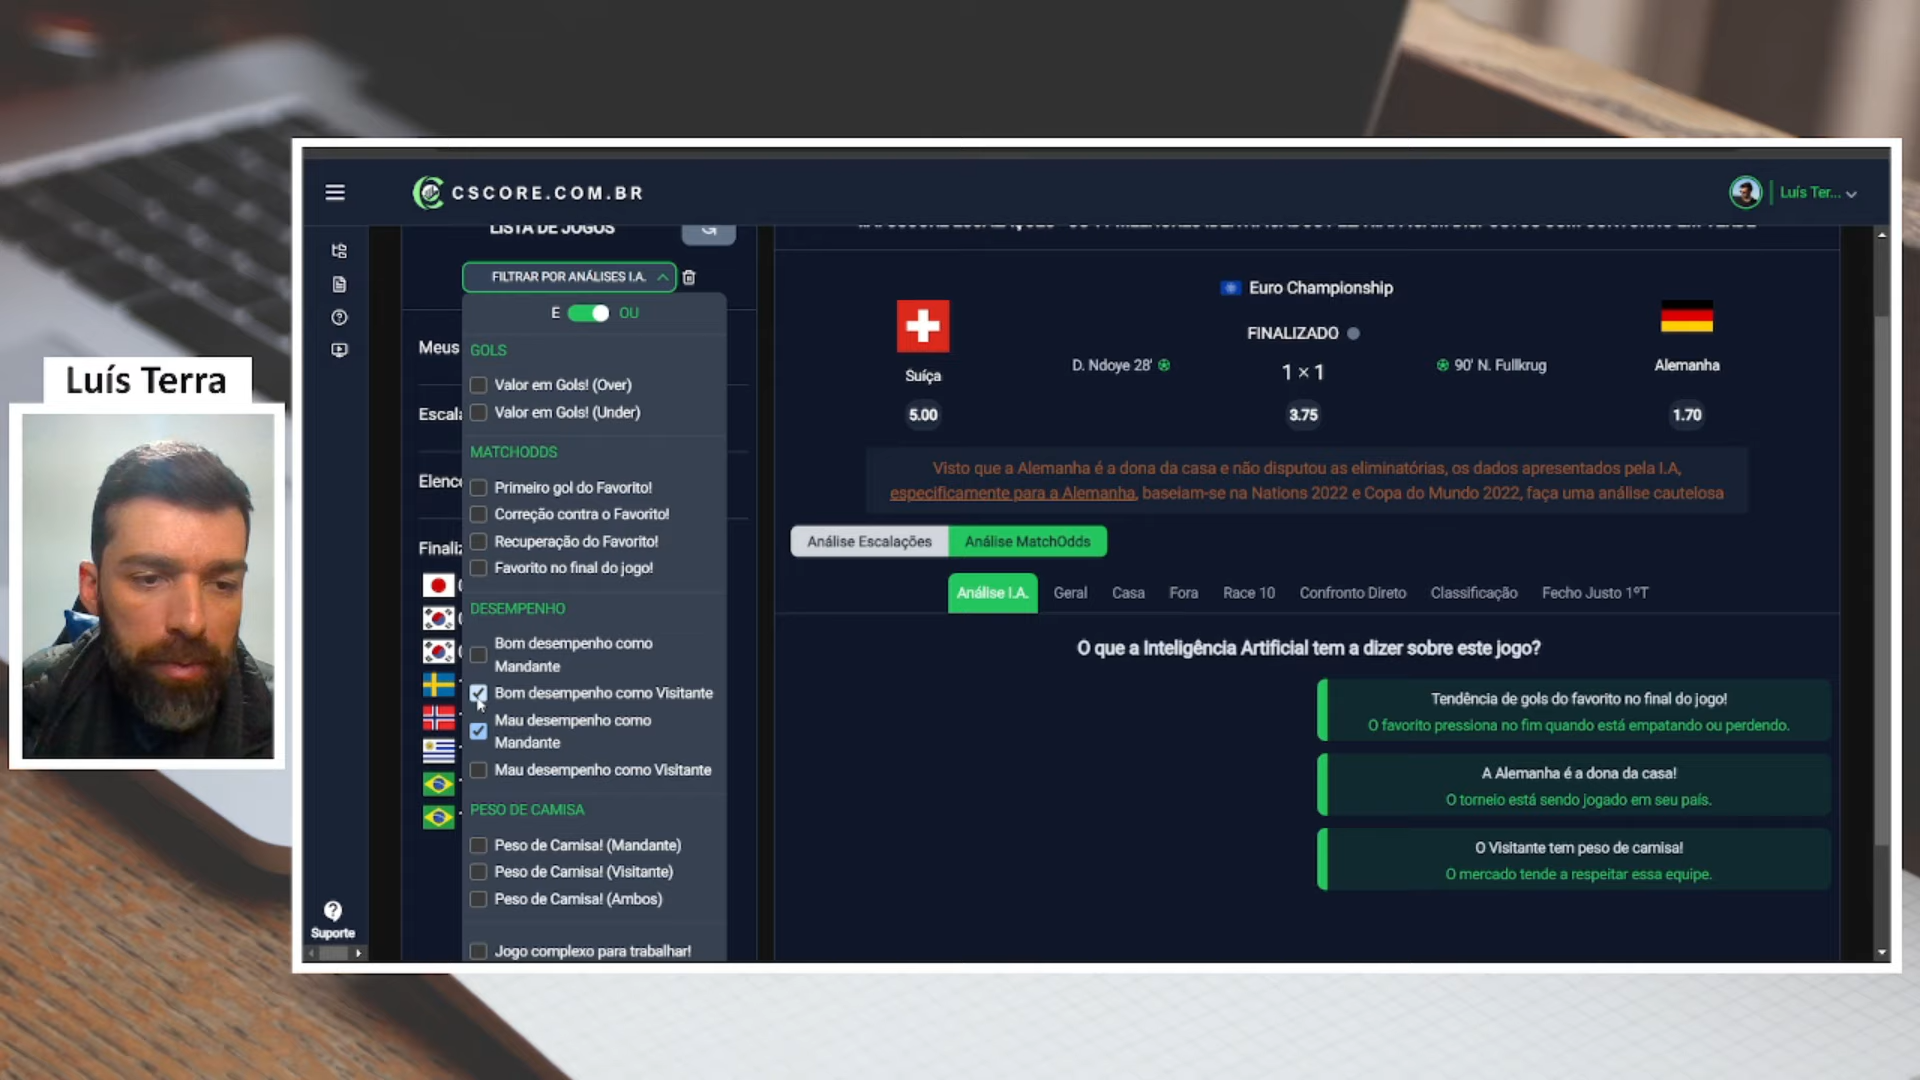 Luís Terra
CSCORE.COM.BR
Luís Ter...
LISTA DE JOGOS
FILTRAR POR ANÁLISES I.A.
E OU
Meus
Escala
Elenco
Finaliz
GOLS
Valor em Gols! (Over)
Valor em Gols! (Under)
MATCHODDS
Primeiro gol do Favorito!
Correção contra o Favorito!
Recuperação do Favorito!
Favorito no final do jogo!
DESEMPENHO
Bom desempenho como
Mandante
Bom desempenho como Visitante
Mau desempenho como
Mandante
Mau desempenho como Visitante
PESO DE CAMISA
Peso de Camisa! (Mandante)
Peso de Camisa! (Visitante)
Peso de Camisa! (Ambos)
Jogo complexo para trabalhar!
Suporte
Euro Championship
FINALIZADO
D. Ndoye 28'
1 × 1
90' N. Fullkrug
Suíça
Alemanha
5.00
3.75
1.70
Visto que a Alemanha é a dona da casa e não disputou as eliminatórias, os dados apresentados pela I.A,
especificamente para a Alemanha, baseiam-se na Nations 2022 e Copa do Mundo 2022, faça uma análise cautelosa
Análise Escalações
Análise MatchOdds
Análise I.A. Geral Casa Fora Race 10 Confronto Direto Classificação Fecho Justo 1ºT
O que a Inteligência Artificial tem a dizer sobre este jogo?
Tendência de gols do favorito no final do jogo!
O favorito pressiona no fim quando está empatando ou perdendo.
A Alemanha é a dona da casa!
O torneio está sendo jogado em seu país.
O Visitante tem peso de camisa!
O mercado tende a respeitar essa equipe.